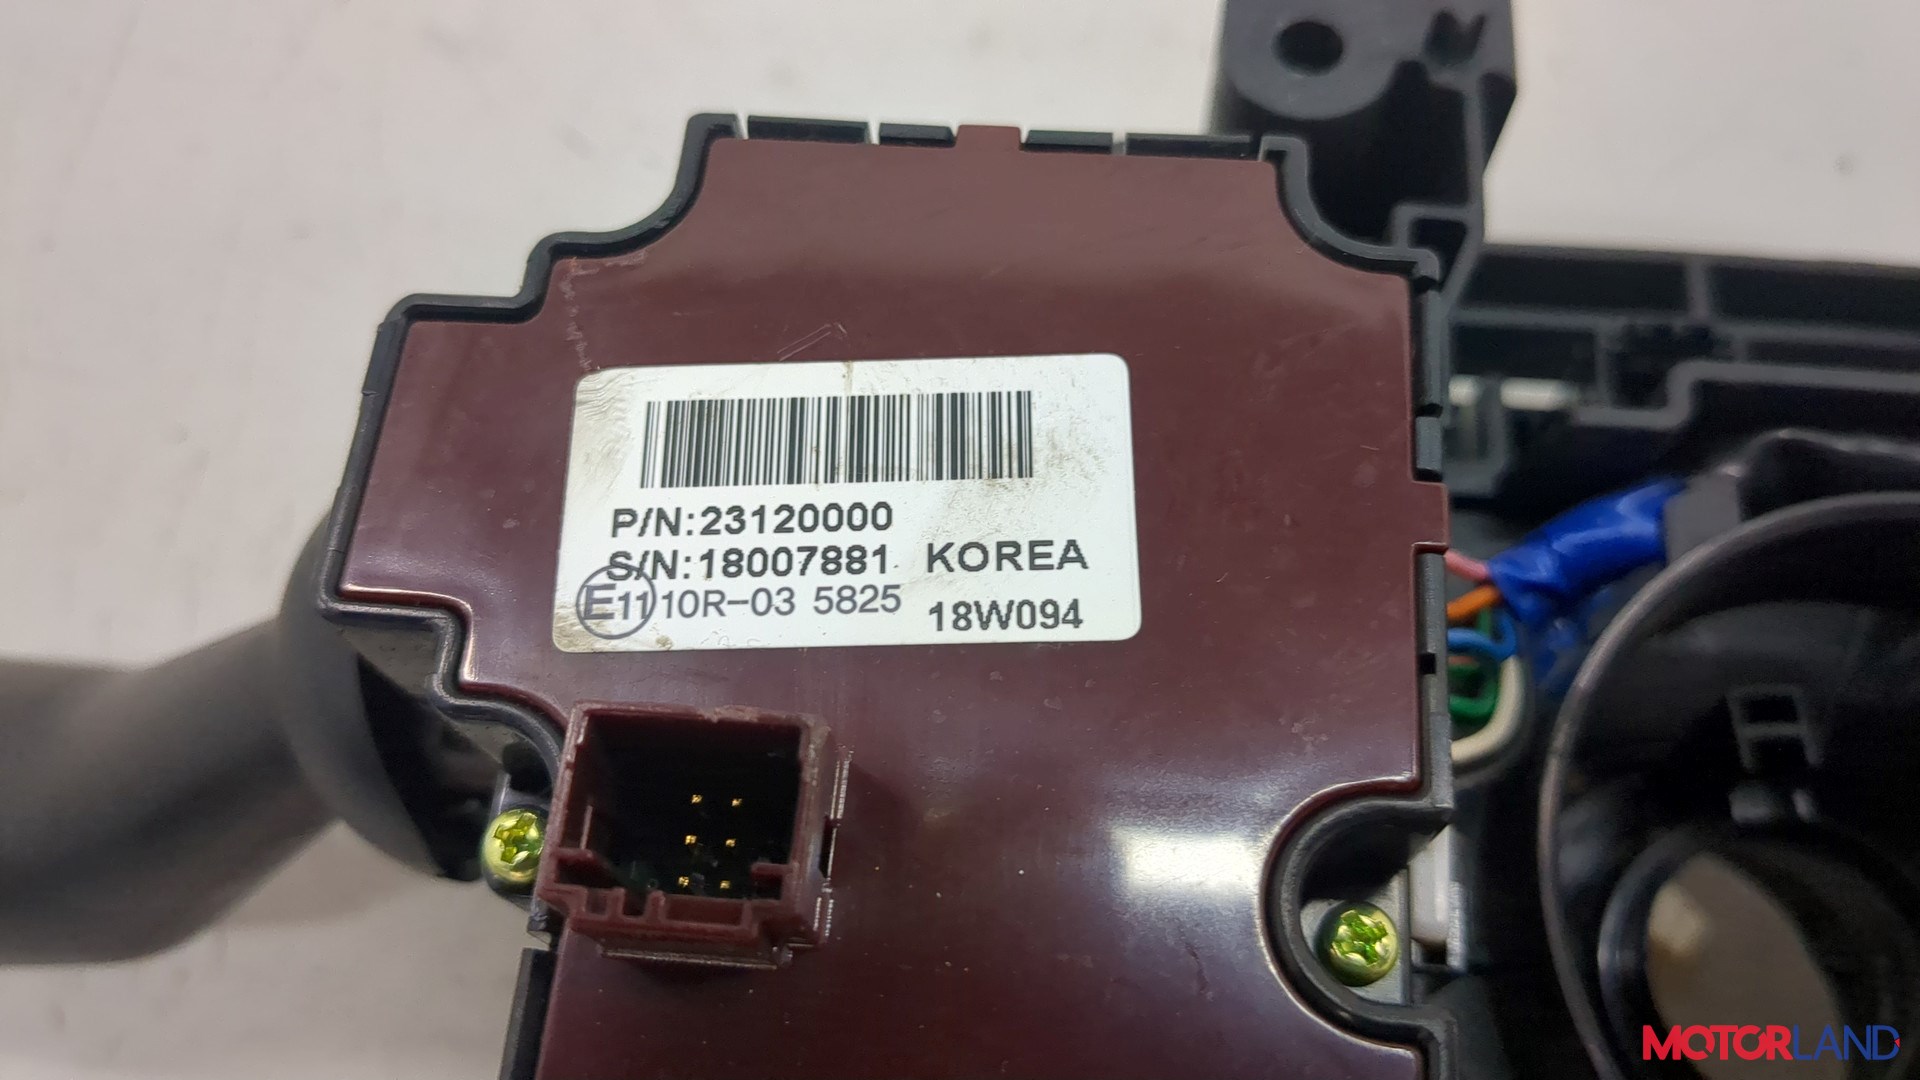 P/N:23120000
S/N:18007881 KOREA
E11 10R-03 5825 18W094
MOTORLAND